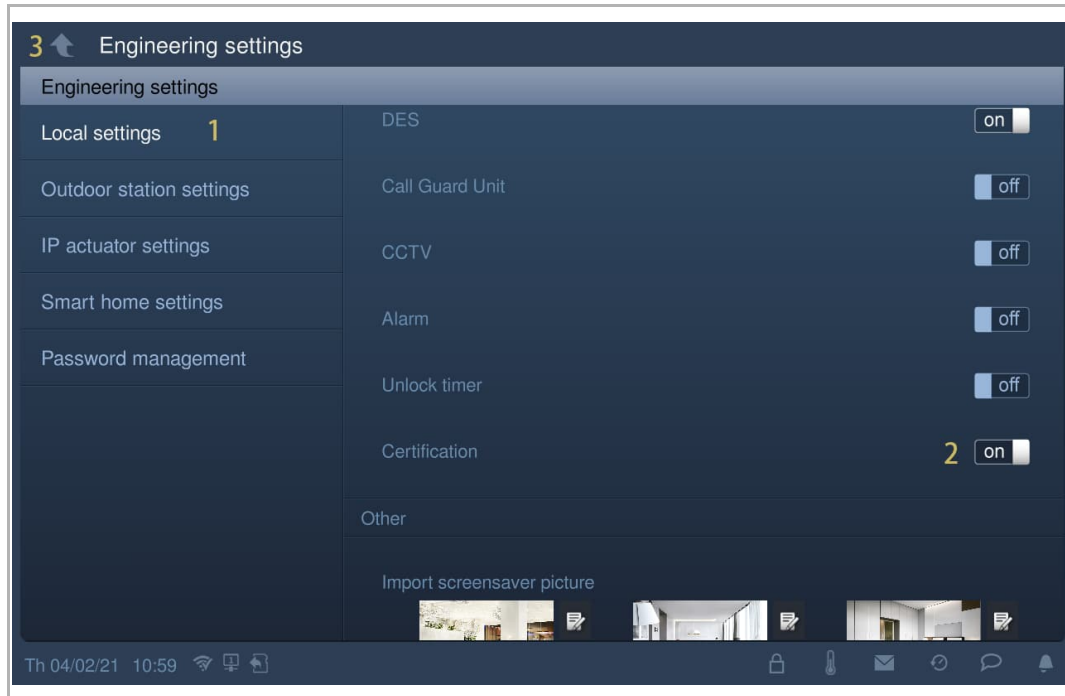 3 Engineering settings
Engineering settings
Local settings 1
Outdoor station settings
IP actuator settings
Smart home settings
Password management
DES on
Call Guard Unit off
CCTV off
Alarm off
Unlock timer off
Certification 2 on
Other
Import screensaver picture
Th 04/02/21 10:59